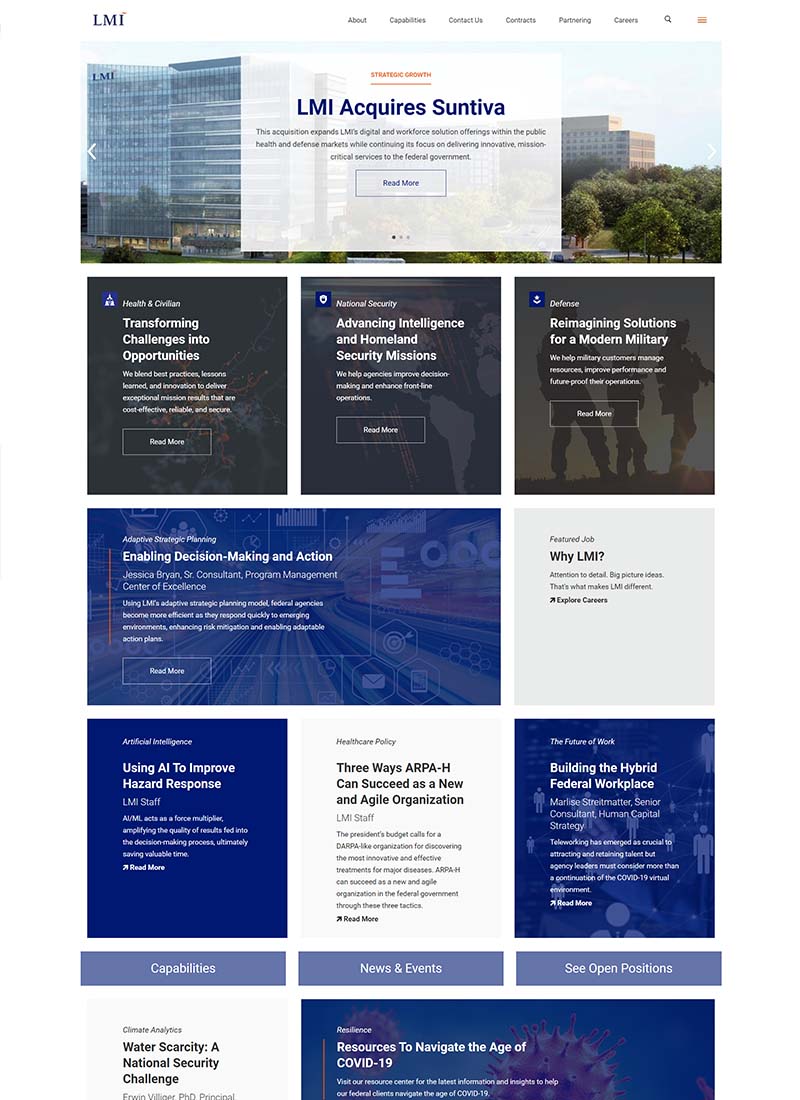 LMI
About
Capabilities
Contact Us
Contracts
Partnering
Careers
LMI
STRATEGIC GROWTH
LMI Acquires Suntiva
This acquisition expands LMI's digital and workforce solution offerings within the public
health and defense markets while continuing its focus on delivering innovative, mission-
critical services to the federal government.
Read More
Health & Civilian
Transforming
Challenges into
Opportunities
We blend best practices, lessons
learned, and innovation to deliver
exceptional mission results that are
cost-effective, reliable, and secure.
Read More
National Security
Advancing Intelligence
and Homeland
Security Missions
We help agencies improve decision-
making and enhance front-line
operations.
Read More
Defense
Reimagining Solutions
for a Modern Military
We help military customers manage
resources, improve performance and
future-proof their operations.
Read More
Adaptive Strategic Planning
Enabling Decision-Making and Action
Jessica Bryan, Sr. Consultant, Program Management
Center of Excellence
Using LMI's adaptive strategic planning model, federal agencies
become more efficient as they respond quickly to emerging
environments, enhancing risk mitigation and enabling adaptable
action plans.
Read More
Featured Job
Why LMI?
Attention to detail. Big picture ideas.
That's what makes LMI different.
Explore Careers
Artificial Intelligence
Using AI To Improve
Hazard Response
LMI Staff
AI/ML acts as a force multiplier,
amplifying the quality of results fed into
the decision-making process, ultimately
saving valuable time.
Read More
Healthcare Policy
Three Ways ARPA-H
Can Succeed as a New
and Agile Organization
LMI Staff
The president's budget calls for a
DARPA-like organization for discovering
the most innovative and effective
treatments for major diseases. ARPA-H
can succeed as a new and agile
organization in the federal government
through these three tactics.
Read More
The Future of Work
Building the Hybrid
Federal Workplace
Marlise Streitmatter, Senior
Consultant, Human Capital
Strategy
Teleworking has emerged as crucial to
attracting and retaining talent but
agency leaders must consider more than
a continuation of the COVID-19 virtual
environment.
Read More
Capabilities
News & Events
See Open Positions
Climate Analytics
Water Scarcity: A
National Security
Challenge
Erwin Villiger, PhD, Principal,
Resilience
Resources To Navigate the Age of
COVID-19
Visit our resource center for the latest information and insights to help
our federal clients navigate the age of COVID-19.